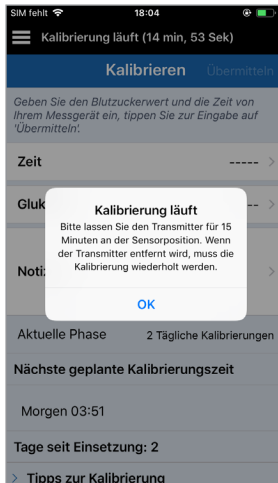 SIM fehlt 18:04
Kalibrierung läuft (14 min, 53 Sek)
Kalibrieren Übermitteln
Geben Sie den Blutzuckerwert und die Zeit von
Ihrem Messgerät ein, tippen Sie zur Eingabe auf
'Übermitteln'.
Zeit -----
Gluk --
Kalibrierung läuft
Bitte lassen Sie den Transmitter für 15
Minuten an der Sensorposition. Wenn
der Transmitter entfernt wird, muss die
Kalibrierung wiederholt werden.
Noti
OK
Aktuelle Phase 2 Tägliche Kalibrierungen
Nächste geplante Kalibrierungszeit
Morgen 03:51
Tage seit Einsetzung: 2
> Tipps zur Kalibrierung